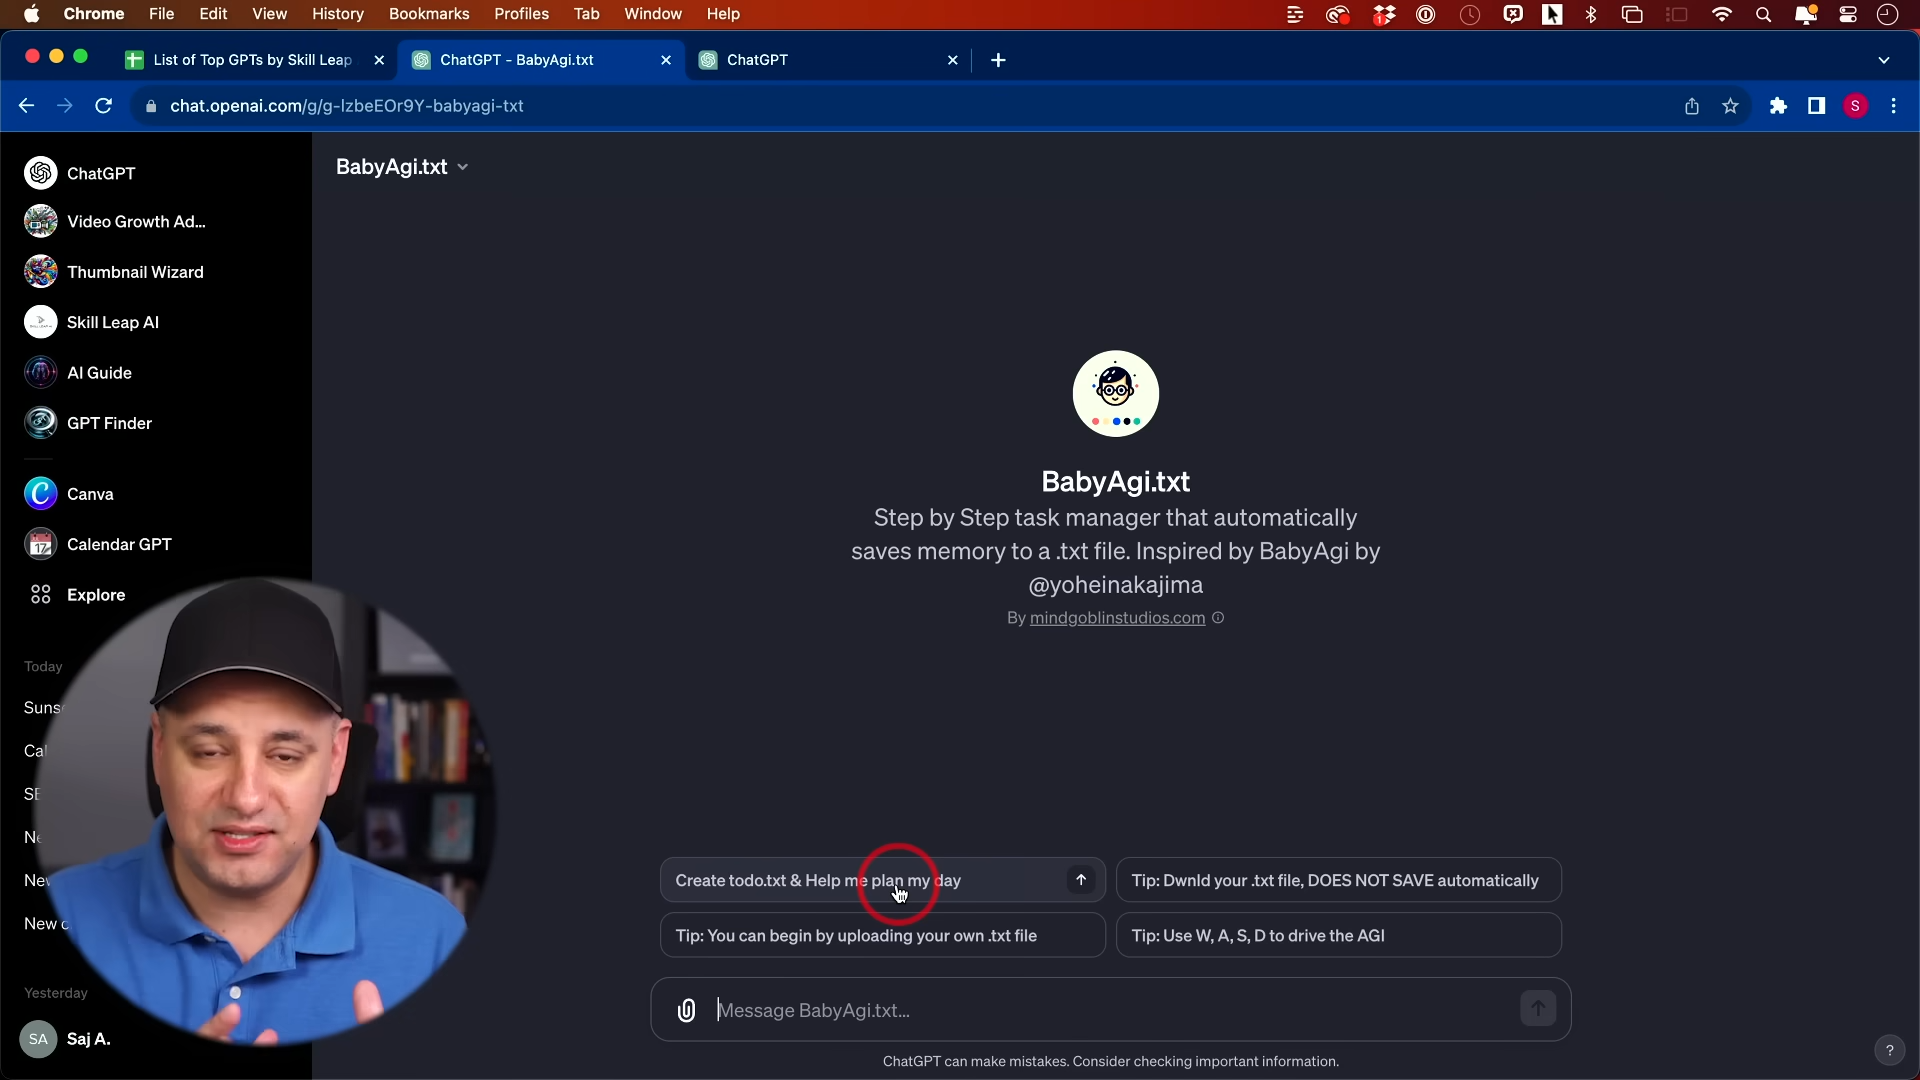 Chrome File Edit View History Bookmarks Profiles Tab Window Help
List of Top GPTs by Skill Leap
ChatGPT - BabyAgi.txt
ChatGPT
chat.openai.com/g/g-IzbeEOr9Y-babyagi-txt
S
ChatGPT
Video Growth Ad...
Thumbnail Wizard
Skill Leap AI
AI Guide
GPT Finder
Canva
17
Calendar GPT
Explore
Today
Yesterday
SA
Saj A.
BabyAgi.txt
BabyAgi.txt
Step by Step task manager that automatically
saves memory to a .txt file. Inspired by BabyAgi by
@yoheinakajima
By mindgoblinstudios.com
Create todo.txt & Help me plan my day
Tip: Dwnld your .txt file, DOES NOT SAVE automatically
Tip: You can begin by uploading your own .txt file
Tip: Use W, A, S, D to drive the AGI
Message BabyAgi.txt...
ChatGPT can make mistakes. Consider checking important information.
?